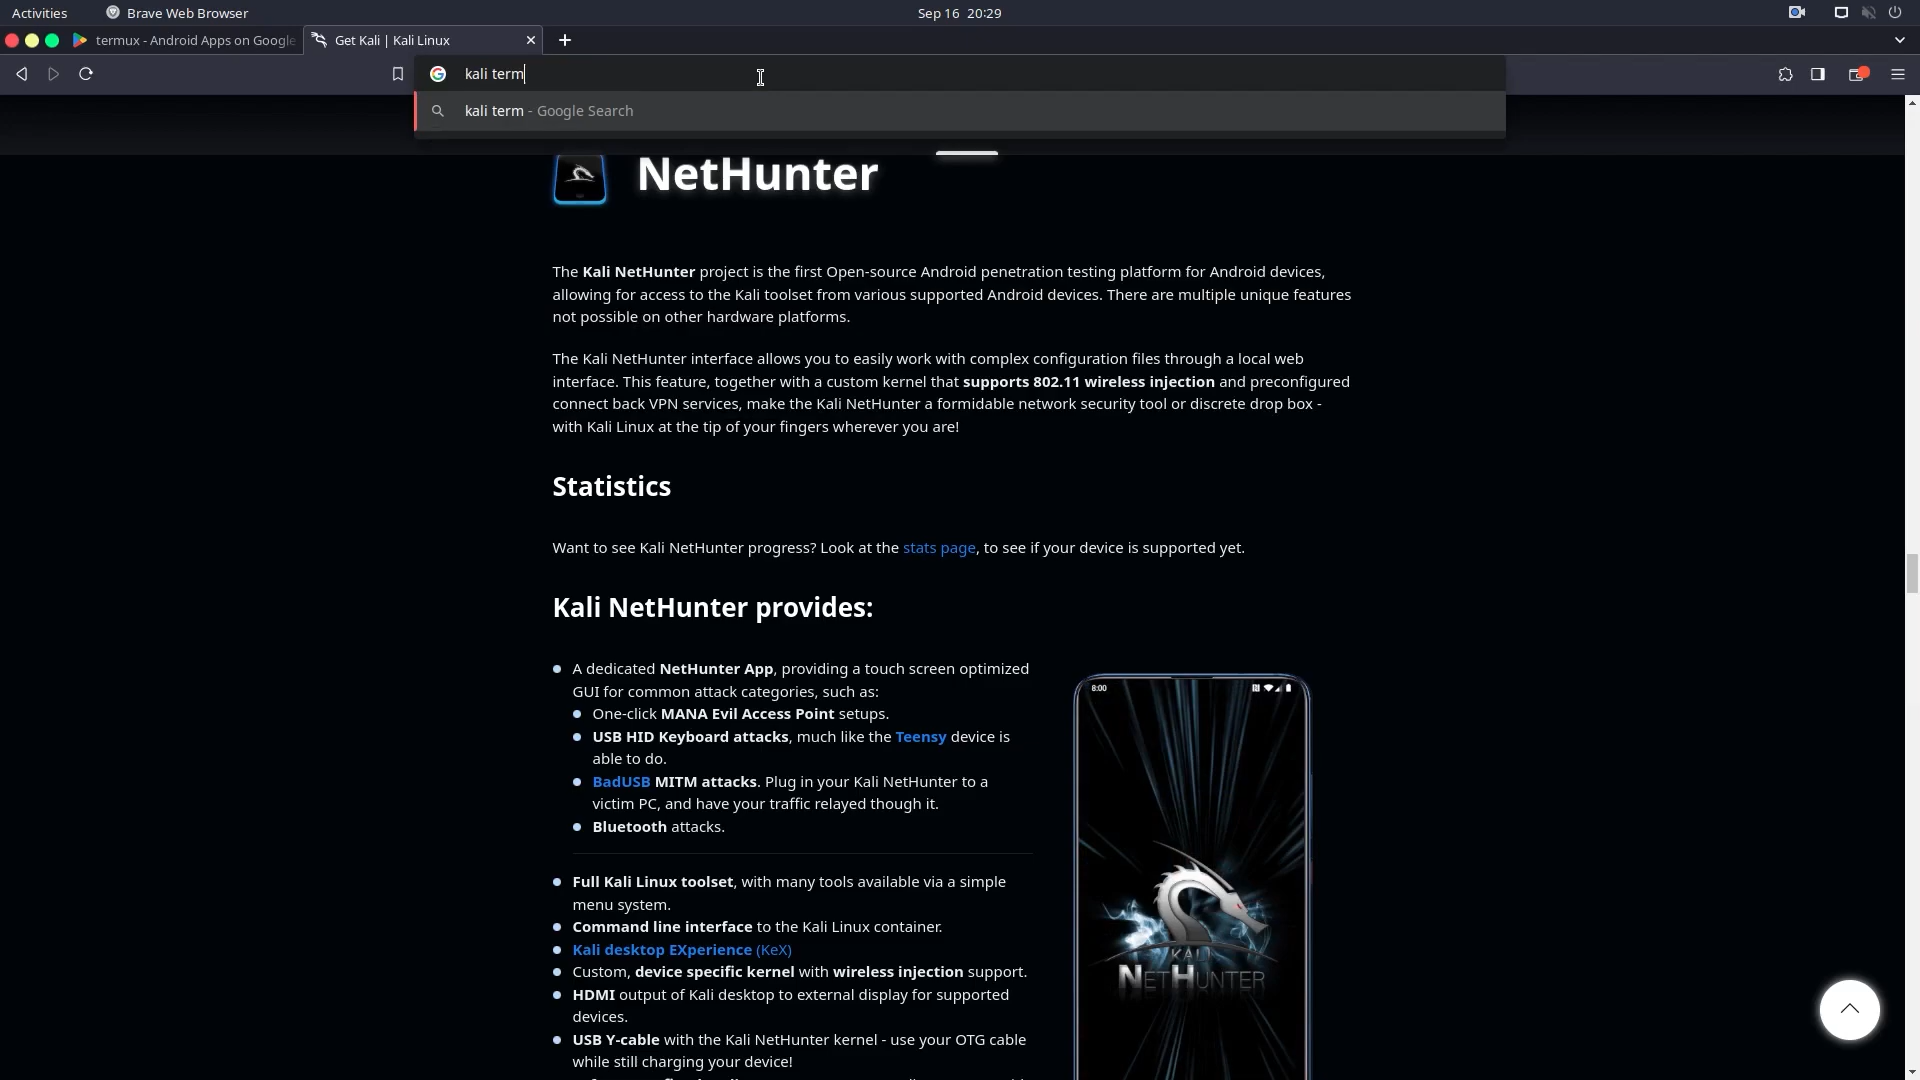 Activities
Brave Web Browser
Sep 16 20:29
termux - Android Apps on Google
Get Kali | Kali Linux
kali term
kali term - Google Search
NetHunter
The Kali NetHunter project is the first Open-source Android penetration testing platform for Android devices,
allowing for access to the Kali toolset from various supported Android devices. There are multiple unique features
not possible on other hardware platforms.
The Kali NetHunter interface allows you to easily work with complex configuration files through a local web
interface. This feature, together with a custom kernel that supports 802.11 wireless injection and preconfigured
connect back VPN services, make the Kali NetHunter a formidable network security tool or discrete drop box -
with Kali Linux at the tip of your fingers wherever you are!
Statistics
Want to see Kali NetHunter progress? Look at the stats page, to see if your device is supported yet.
Kali NetHunter provides:
A dedicated NetHunter App, providing a touch screen optimized
GUI for common attack categories, such as:
One-click MANA Evil Access Point setups.
USB HID Keyboard attacks, much like the Teensy device is
able to do.
BadUSB MITM attacks. Plug in your Kali NetHunter to a
victim PC, and have your traffic relayed though it.
Bluetooth attacks.
Full Kali Linux toolset, with many tools available via a simple
menu system.
Command line interface to the Kali Linux container.
Kali desktop EXperience (KeX)
Custom, device specific kernel with wireless injection support.
HDMI output of Kali desktop to external display for supported
devices.
USB Y-cable with the Kali NetHunter kernel - use your OTG cable
while still charging your device!
8:00
KALI
NETHUNTER